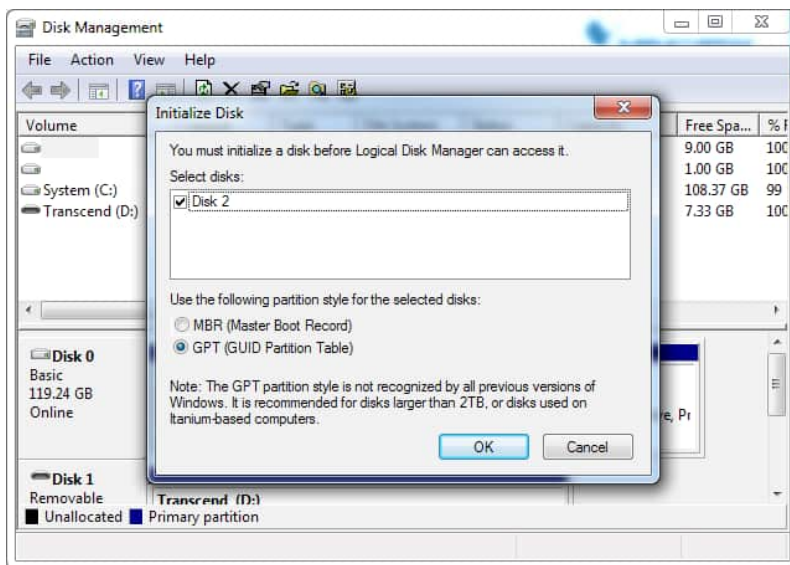 Disk Management
File Action View Help
Initialize Disk
Volume
Free Spa...
You must initialize a disk before Logical Disk Manager can access it.
9.00 GB 100
Select disks:
1.00 GB 100
System (C:)
108.37 GB 99
Disk 2
Transcend (D:)
7.33 GB 100
Use the following partition style for the selected disks:
MBR (Master Boot Record)
GPT (GUID Partition Table)
Disk 0
Basic
119.24 GB
Online
Note: The GPT partition style is not recognized by all previous versions of
Windows. It is recommended for disks larger than 2TB, or disks used on
Itanium-based computers.
OK Cancel
Disk 1
Removable
Transcend (D:)
Unallocated Primary partition